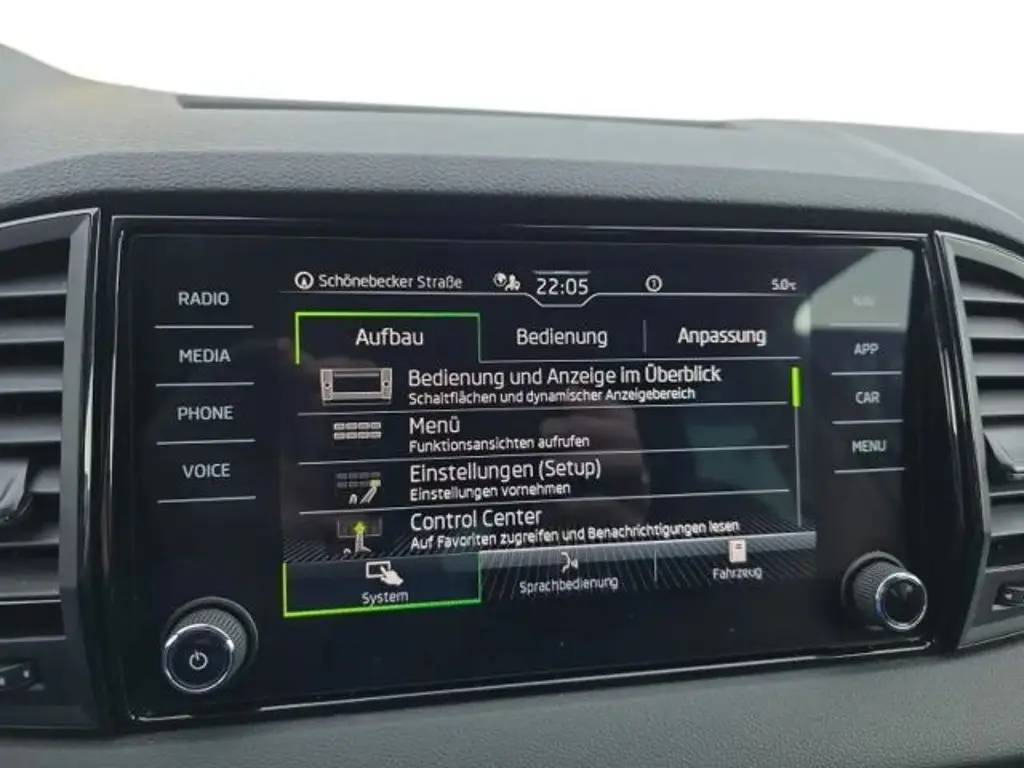 Schönebecker Straße 22:05 5.0°C
RADIO
MEDIA
PHONE
VOICE
Aufbau Bedienung Anpassung
Bedienung und Anzeige im Überblick
Schaltflächen und dynamischer Anzeigebereich
Menü
Funktionsansichten aufrufen
Einstellungen (Setup)
Einstellungen vornehmen
Control Center
Auf Favoriten zugreifen und Benachrichtigungen lesen
System Sprachbedienung Fahrzeug
APP
CAR
MENU